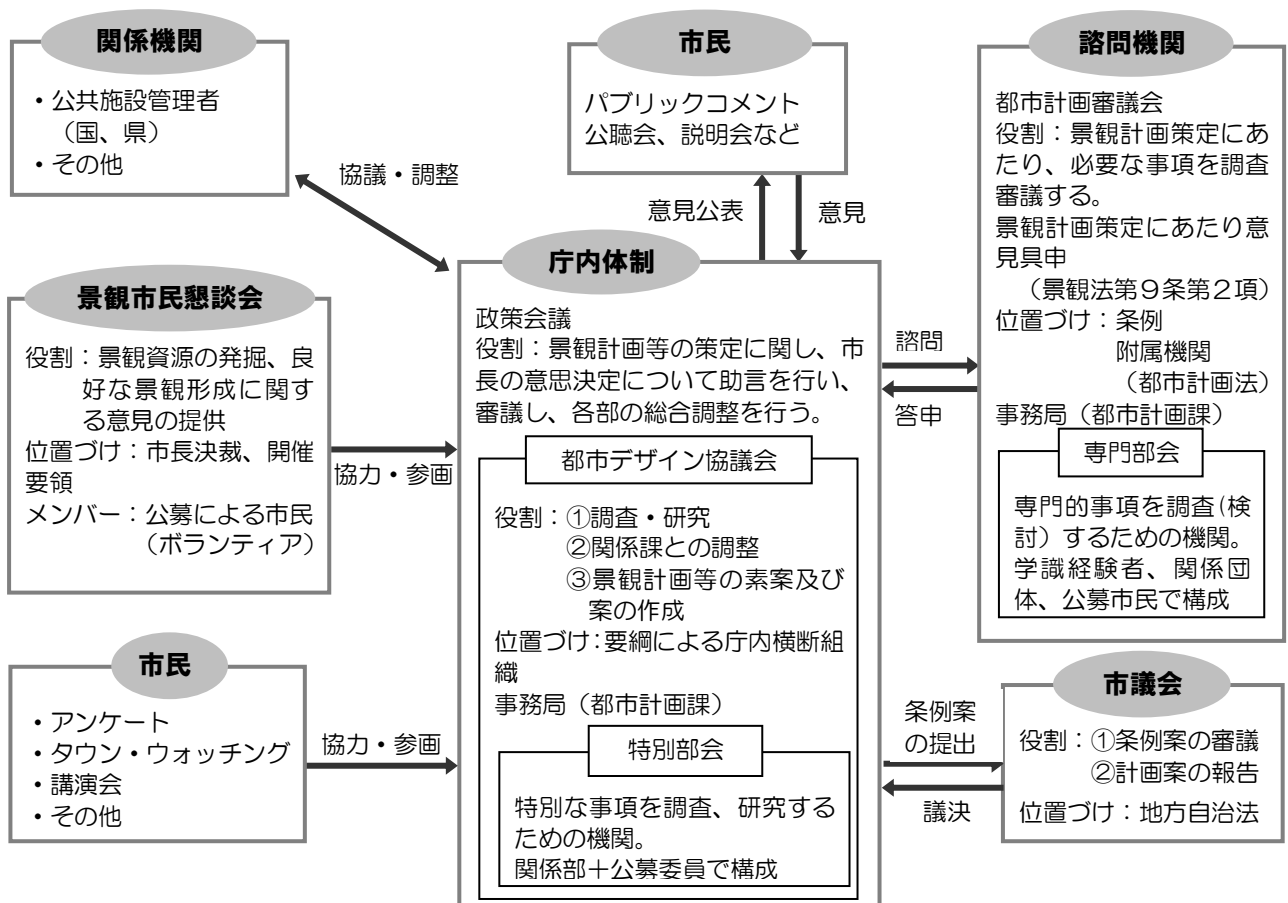 関係機関
・公共施設管理者
（国、県）
・その他
協議・調整
市民
パブリックコメント
公聴会、説明会など
意見公表
意見
諮問機関
都市計画審議会
役割：景観計画策定にあ
たり、必要な事項を調査
審議する。
景観計画策定にあたり意
見具申
（景観法第９条第２項）
位置づけ：条例
附属機関
（都市計画法）
事務局（都市計画課）
専門部会
専門的事項を調査(検
討）するための機関。
学識経験者、関係団
体、公募市民で構成
景観市民懇談会
役割：景観資源の発掘、良
好な景観形成に関す
る意見の提供
位置づけ：市長決裁、開催
要領
メンバー：公募による市民
（ボランティア）
協力・参画
庁内体制
政策会議
役割：景観計画等の策定に関し、市
長の意思決定について助言を行い、
審議し、各部の総合調整を行う。
都市デザイン協議会
役割：①調査・研究
②関係課との調整
③景観計画等の素案及び
案の作成
位置づけ：要綱による庁内横断組
織
事務局（都市計画課）
特別部会
特別な事項を調査、研究する
ための機関。
関係部＋公募委員で構成
諮問
答申
市民
・アンケート
・タウン・ウォッチング
・講演会
・その他
協力・参画
条例案
の提出
議決
市議会
役割：①条例案の審議
②計画案の報告
位置づけ：地方自治法